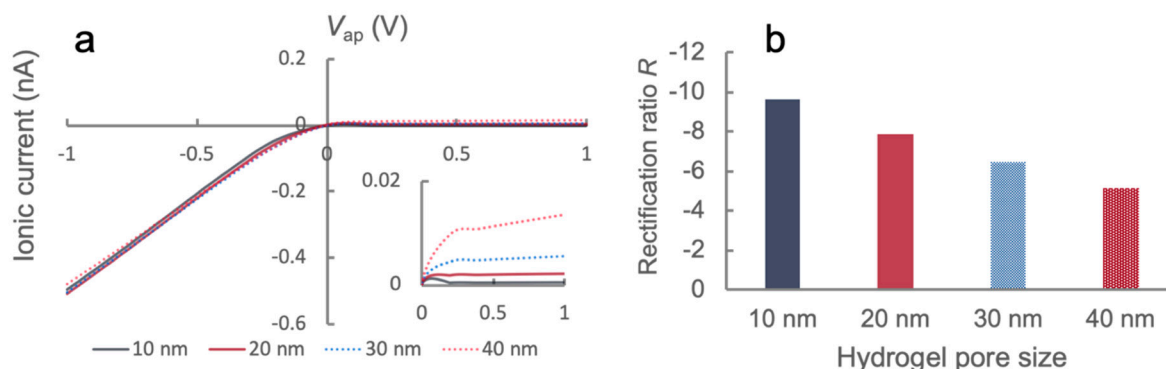 a
V_ap (V)
Ionic current (nA)
0.2
0
-0.2
-0.4
-0.6
-1
-0.5
0
0.5
1
0.02
0
0
0.5
1
10 nm
20 nm
30 nm
40 nm
b
Rectification ratio R
-12
-10
-8
-6
-4
-2
0
10 nm
20 nm
30 nm
40 nm
Hydrogel pore size